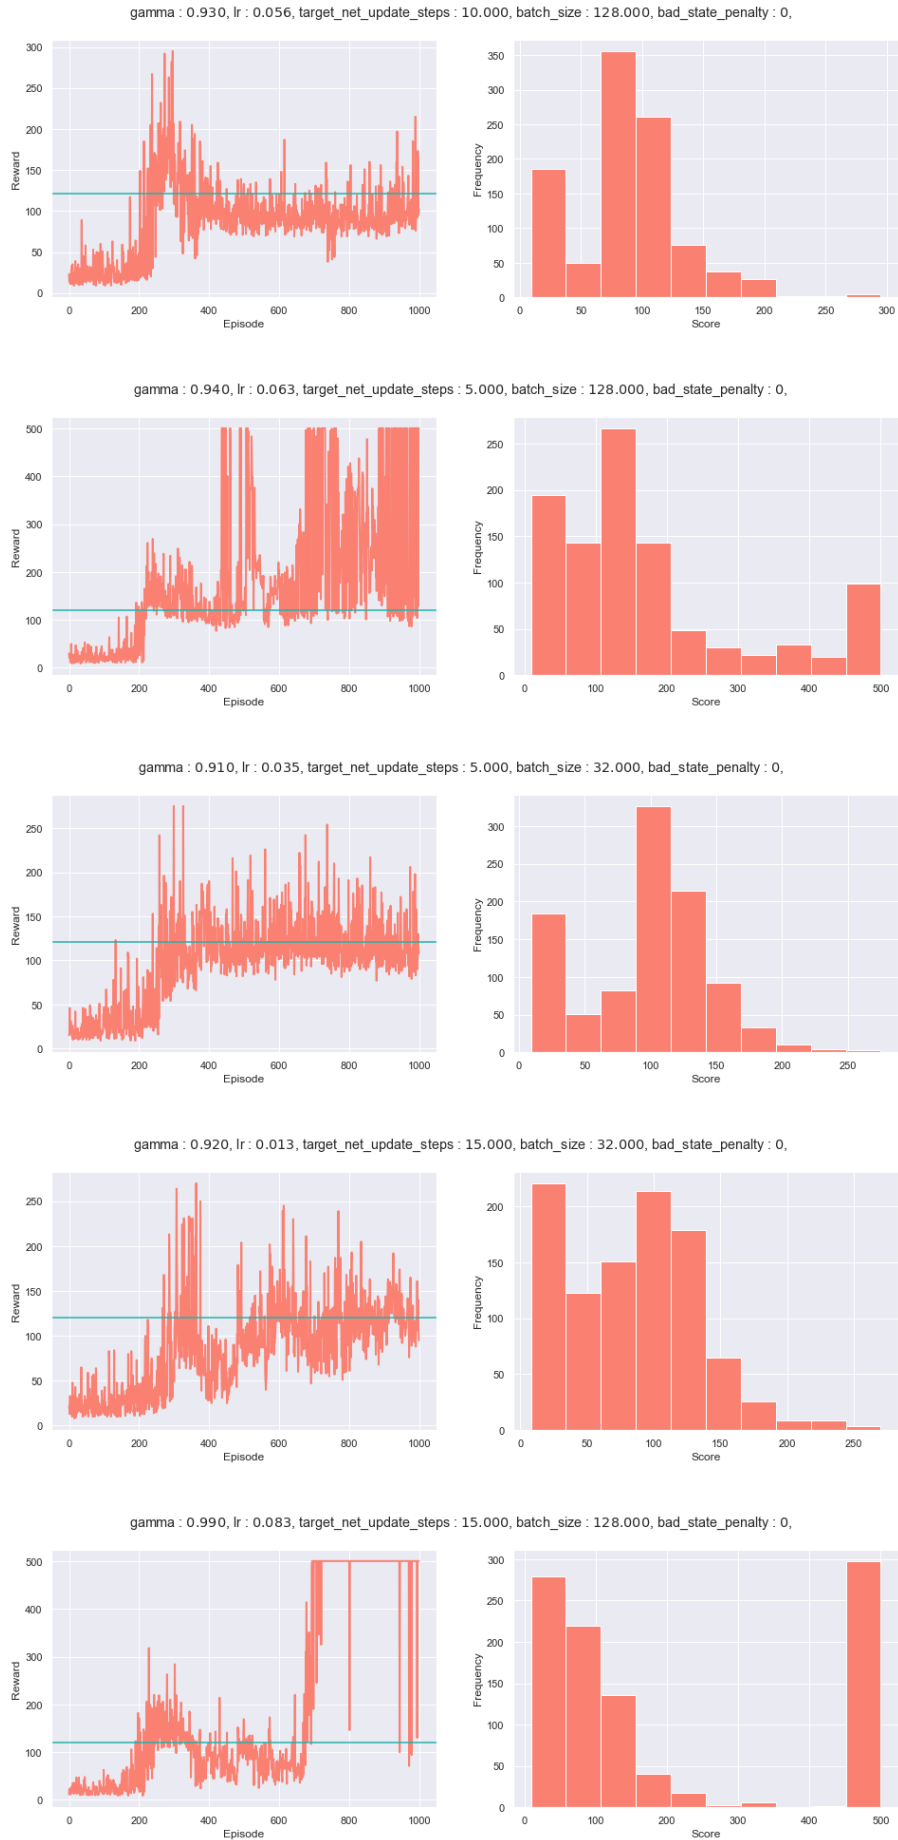 gamma : 0.930, lr : 0.056, target_net_update_steps : 10.000, batch_size : 128.000, bad_state_penalty : 0,
300
250
200
150
100
50
0
Reward
0 200 400 600 800 1000
Episode
350
300
250
200
150
100
50
0
Frequency
0 50 100 150 200 250 300
Score
gamma : 0.940, lr : 0.063, target_net_update_steps : 5.000, batch_size : 128.000, bad_state_penalty : 0,
500
400
300
200
100
0
Reward
0 200 400 600 800 1000
Episode
250
200
150
100
50
0
Frequency
0 100 200 300 400 500
Score
gamma : 0.910, lr : 0.035, target_net_update_steps : 5.000, batch_size : 32.000, bad_state_penalty : 0,
250
200
150
100
50
0
Reward
0 200 400 600 800 1000
Episode
300
250
200
150
100
50
0
Frequency
0 50 100 150 200 250
Score
gamma : 0.920, lr : 0.013, target_net_update_steps : 15.000, batch_size : 32.000, bad_state_penalty : 0,
250
200
150
100
50
0
Reward
0 200 400 600 800 1000
Episode
200
150
100
50
0
Frequency
0 50 100 150 200 250
Score
gamma : 0.990, lr : 0.083, target_net_update_steps : 15.000, batch_size : 128.000, bad_state_penalty : 0,
500
400
300
200
100
0
Reward
0 200 400 600 800 1000
Episode
300
250
200
150
100
50
0
Frequency
0 100 200 300 400 500
Score